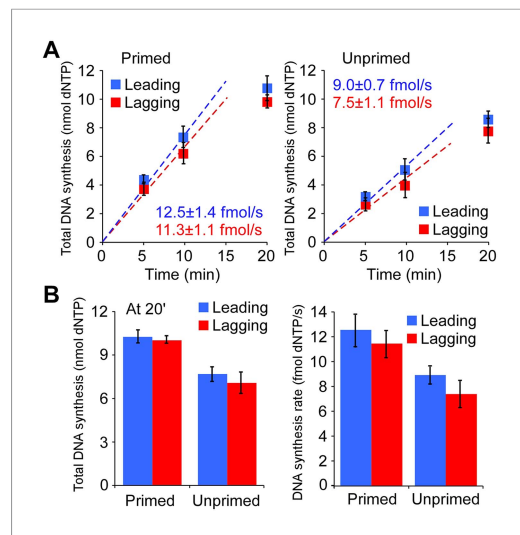 A
Primed
Total DNA synthesis (nmol dNTP)
12
10
8
6
4
2
0
Leading
Lagging
12.5±1.4 fmol/s
11.3±1.1 fmol/s
0
5
10
15
20
Time (min)
Unprimed
Total DNA synthesis (nmol dNTP)
12
10
8
6
4
2
0
9.0±0.7 fmol/s
7.5±1.1 fmol/s
Leading
Lagging
0
5
10
15
20
Time (min)
B
At 20'
Total DNA synthesis (nmol)
12
9
6
3
0
Leading
Lagging
Primed
Unprimed
DNA synthesis rate (fmol dNTP/s)
14
12
10
8
6
4
2
0
Leading
Lagging
Primed
Unprimed